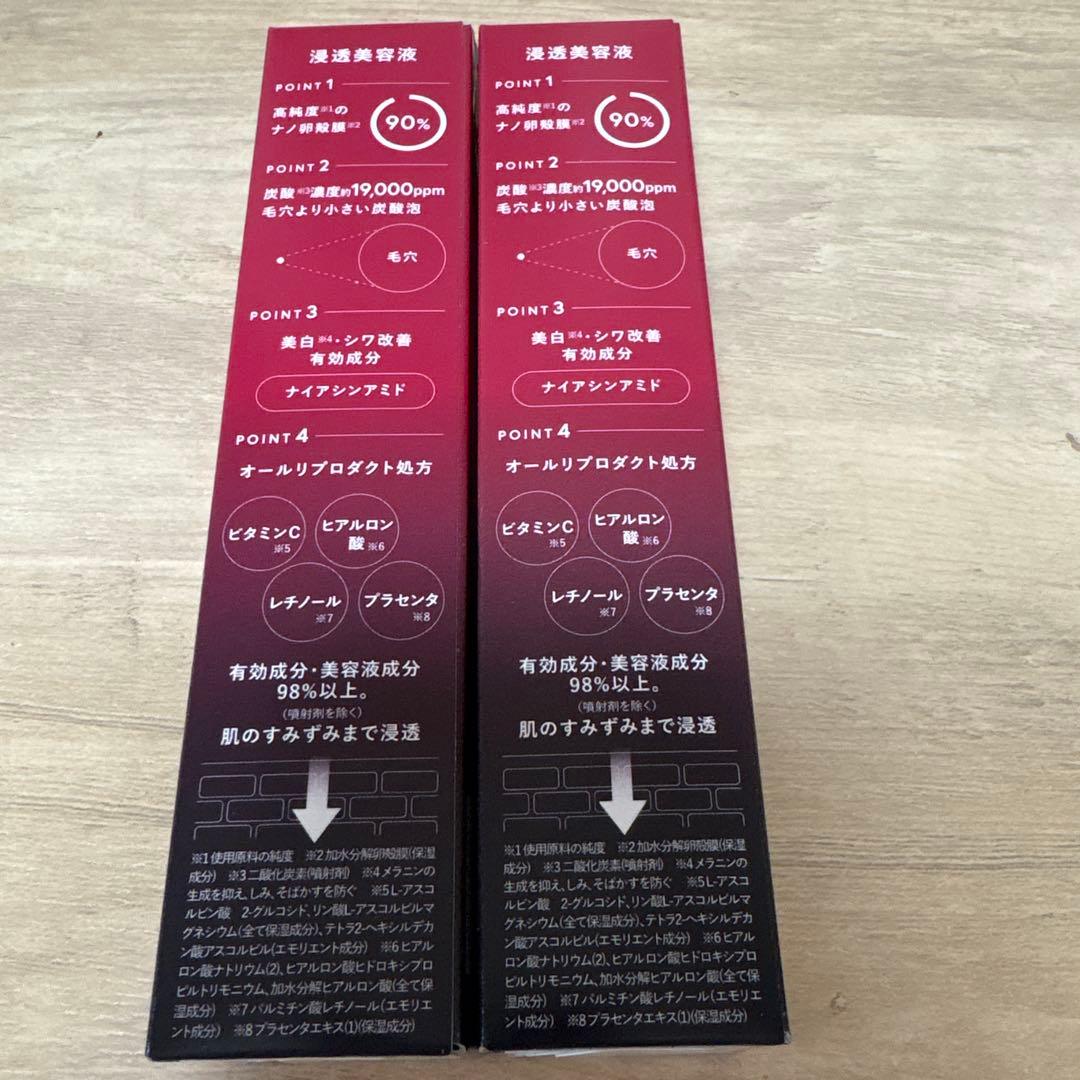 浸透美容液
POINT 1
高純度※1の
ナノ卵殻膜※2
90%
POINT 2
炭酸※3濃度約19,000ppm
毛穴より小さい炭酸泡
毛穴
POINT 3
美白※4・シワ改善
有効成分
ナイアシンアミド
POINT 4
オールリプロダクト処方
ビタミンC
※5
ヒアルロン
酸 ※6
レチノール
※7
プラセンタ
※8
有効成分・美容液成分
98%以上。
(噴射剤を除く)
肌のすみずみまで浸透
※1使用原料の純度 ※2加水分解卵殻膜(保湿
成分) ※3二酸化炭素(噴射剤) ※4メラニンの
生成を抑え、しみ、そばかすを防ぐ ※5L-アスコ
ルビン酸 2-グルコシド、リン酸L-アスコルビルマ
グネシウム(全て保湿成分)、テトラ2-ヘキシルデカ
ン酸アスコルビル(エモリエント成分) ※6ヒアル
ロン酸ナトリウム(2)、ヒアルロン酸ヒドロキシプロ
ピルトリモニウム、加水分解ヒアルロン酸(全て保
湿成分) ※7パルミチン酸レチノール(エモリエ
ント成分) ※8プラセンタエキス(1)(保湿成分)
浸透美容液
POINT 1
高純度※1の
ナノ卵殻膜※2
90%
POINT 2
炭酸※3濃度約19,000ppm
毛穴より小さい炭酸泡
毛穴
POINT 3
美白※4・シワ改善
有効成分
ナイアシンアミド
POINT 4
オールリプロダクト処方
ビタミンC
※5
ヒアルロン
酸 ※6
レチノール
※7
プラセンタ
※8
有効成分・美容液成分
98%以上。
(噴射剤を除く)
肌のすみずみまで浸透
※1使用原料の純度 ※2加水分解卵殻膜(保湿
成分) ※3二酸化炭素(噴射剤) ※4メラニンの
生成を抑え、しみ、そばかすを防ぐ ※5L-アスコ
ルビン酸 2-グルコシド、リン酸L-アスコルビルマ
グネシウム(全て保湿成分)、テトラ2-ヘキシルデカ
ン酸アスコルビル(エモリエント成分) ※6ヒアル
ロン酸ナトリウム(2)、ヒアルロン酸ヒドロキシプロ
ピルトリモニウム、加水分解ヒアルロン酸(全て保
湿成分) ※7パルミチン酸レチノール(エモリエ
ント成分) ※8プラセンタエキス(1)(保湿成分)